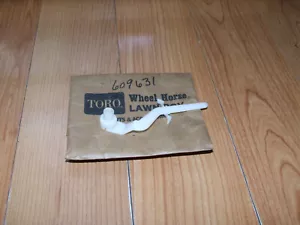 609631
TORO Wheel Horse
LAWN-BOY